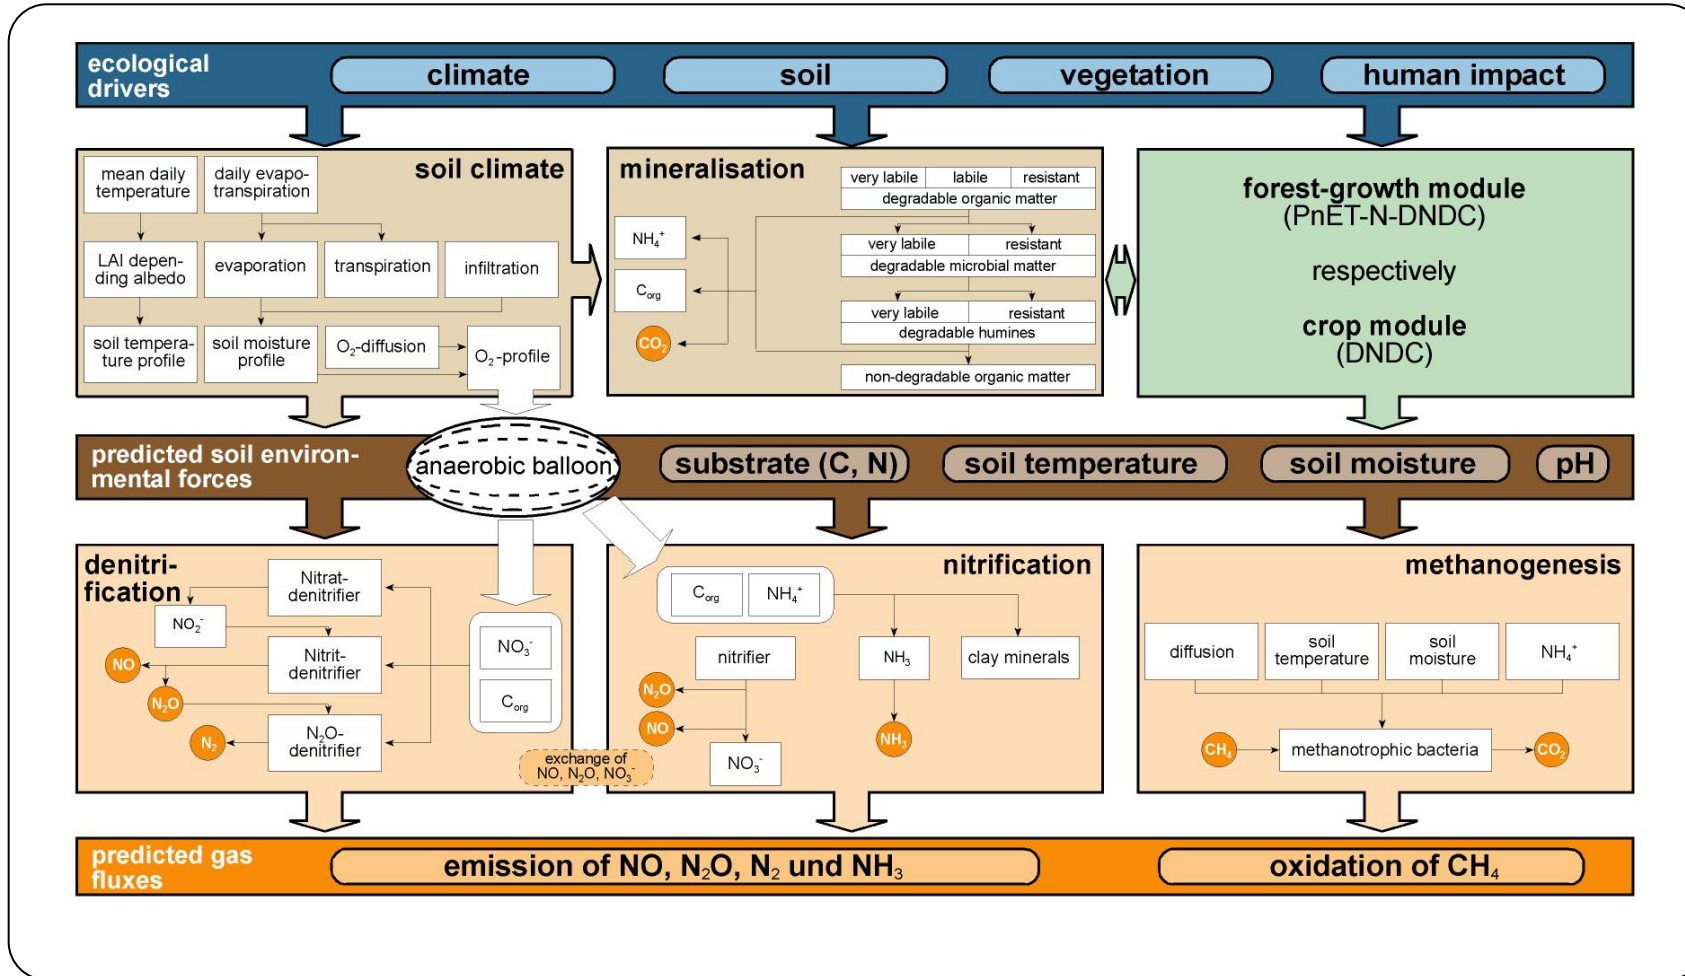 ecological
drivers
climate
soil
vegetation
human impact
soil climate
mean daily
temperature
daily evapo-
transpiration
LAI depen-
ding albedo
evaporation
transpiration
infiltration
soil tempera-
ture profile
soil moisture
profile
O₂-diffusion
O₂-profile
mineralisation
very labile
labile
resistant
degradable organic matter
NH₄⁺
very labile
resistant
degradable microbial matter
C_org
very labile
resistant
degradable humines
CO₂
non-degradable organic matter
forest-growth module
(PnET-N-DNDC)
respectively
crop module
(DNDC)
predicted soil environ-
mental forces
anaerobic balloon
substrate (C, N)
soil temperature
soil moisture
pH
denitri-
fication
Nitrat-
denitrifier
NO₂⁻
Nitrit-
denitrifier
NO
N₂O
N₂O-
denitrifier
N₂
NO₃⁻
C_org
exchange of
NO, N₂O, NO₃⁻
nitrification
C_org
NH₄⁺
nitrifier
NH₃
clay minerals
N₂O
NO
NH₃
NO₃⁻
methanogenesis
diffusion
soil
temperature
soil
moisture
NH₄⁺
CH₄
methanotrophic bacteria
CO₂
predicted gas
fluxes
emission of NO, N₂O, N₂ und NH₃
oxidation of CH₄